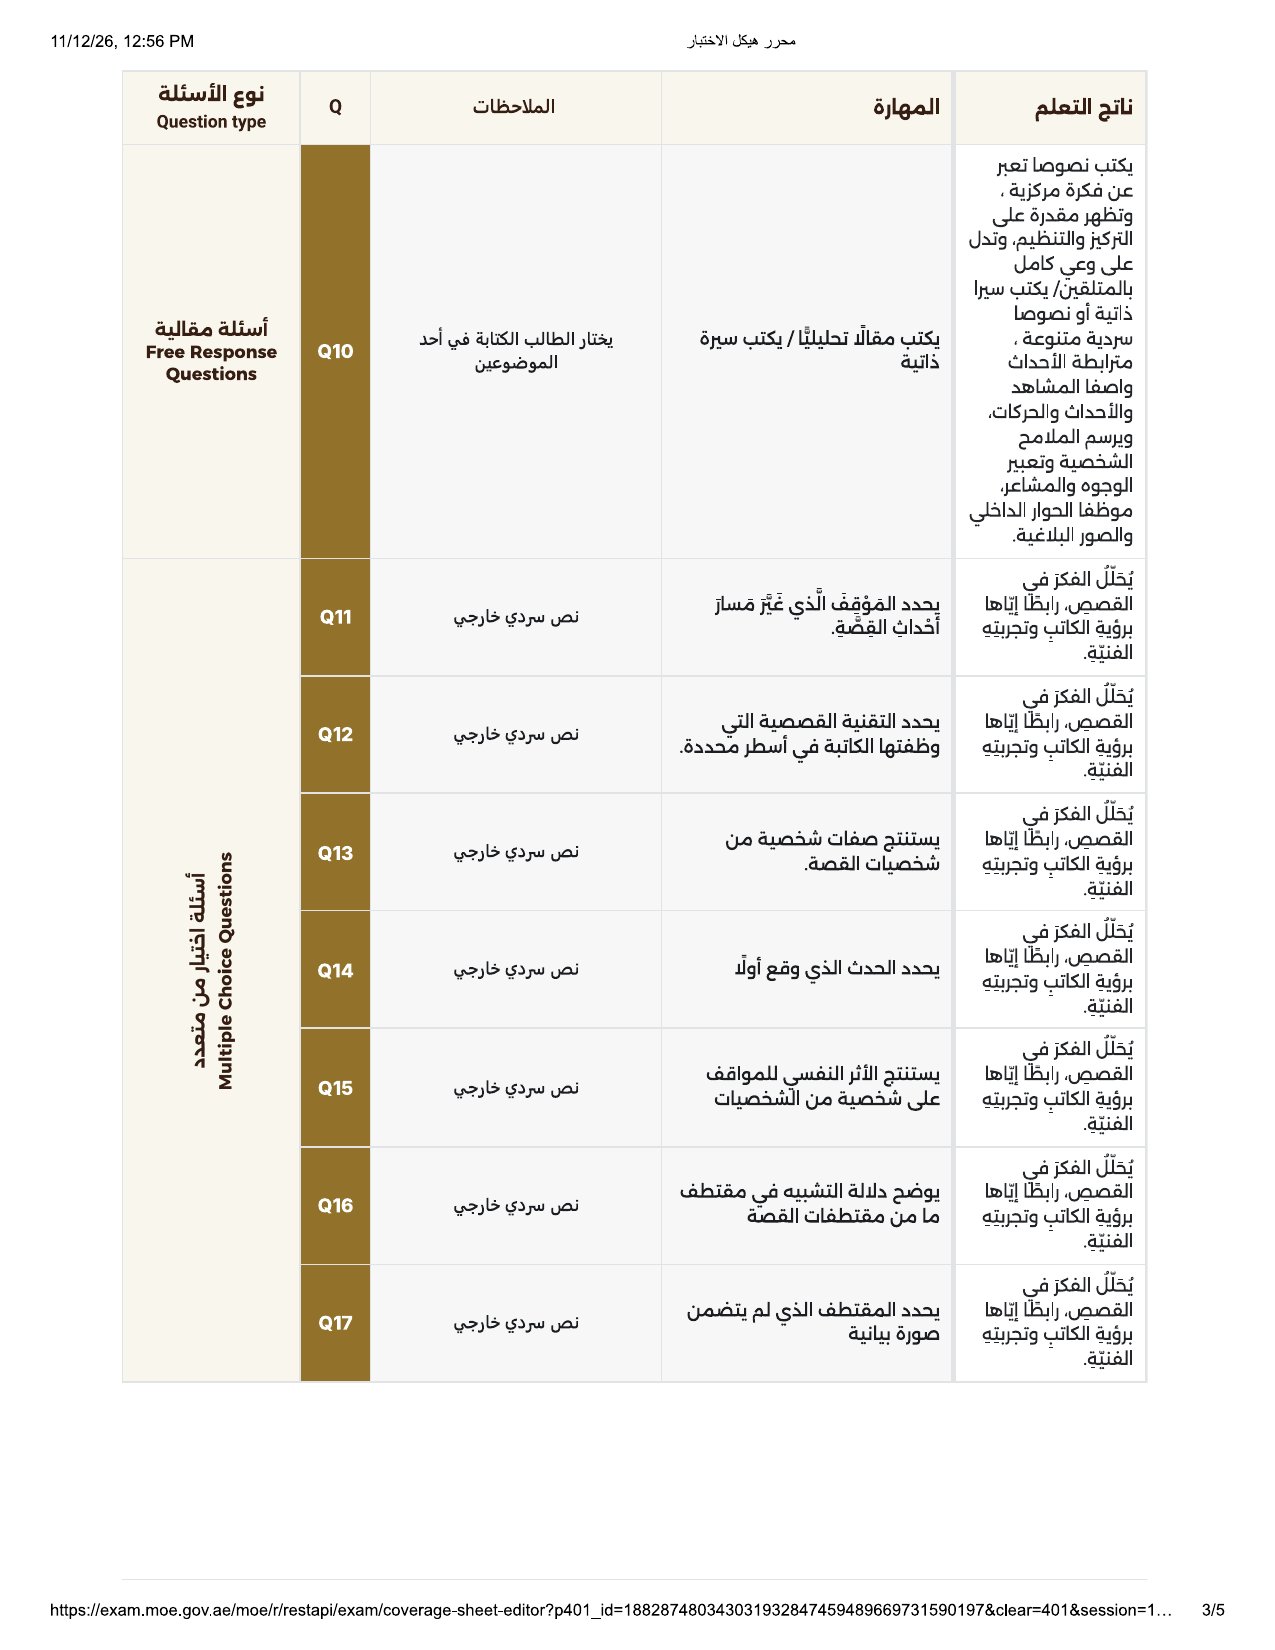 11/12/26, 12:56 PM
محرر هيكل الاختبار
ناتج التعلم
المهارة
الملاحظات
Q
نوع الأسئلة
Question type
يكتب نصوصا تعبر
عن فكرة مركزية ،
وتظهر مقدرة على
التركيز والتنظيم، وتدل
على وعي كامل
بالمتلقين/ يكتب سيرا
ذاتية أو نصوصا
سردية متنوعة ،
مترابطة الأحداث
واصفا المشاهد
والأحداث والحركات،
ويرسم الملامح
الشخصية وتعبير
الوجوه والمشاعر،
موظفا الحوار الداخلي
والصور البلاغية.
يكتب مقالًا تحليليًّا / يكتب سيرة
ذاتية
يختار الطالب الكتابة في أحد
الموضوعين
Q10
أسئلة مقالية
Free Response
Questions
يُحَلّلُ الفكرَ في
القصصِ، رابطًا إيّاها
برؤيةِ الكاتبِ وتجربتِهِ
الفنيّةِ.
يحدد المَوْقِفَ الَّذي غَيَّرَ مَسارَ
أَحْداثِ القِصَّةِ.
نص سردي خارجي
Q11
يُحَلّلُ الفكرَ في
القصصِ، رابطًا إيّاها
برؤيةِ الكاتبِ وتجربتِهِ
الفنيّةِ.
يحدد التقنية القصصية التي
وظفتها الكاتبة في أسطر محددة.
نص سردي خارجي
Q12
يُحَلّلُ الفكرَ في
القصصِ، رابطًا إيّاها
برؤيةِ الكاتبِ وتجربتِهِ
الفنيّةِ.
يستنتج صفات شخصية من
شخصيات القصة.
نص سردي خارجي
Q13
يُحَلّلُ الفكرَ في
القصصِ، رابطًا إيّاها
برؤيةِ الكاتبِ وتجربتِهِ
الفنيّةِ.
يحدد الحدث الذي وقع أولًا
نص سردي خارجي
Q14
يُحَلّلُ الفكرَ في
القصصِ، رابطًا إيّاها
برؤيةِ الكاتبِ وتجربتِهِ
الفنيّةِ.
يستنتج الأثر النفسي للمواقف
على شخصية من الشخصيات
نص سردي خارجي
Q15
يُحَلّلُ الفكرَ في
القصصِ، رابطًا إيّاها
برؤيةِ الكاتبِ وتجربتِهِ
الفنيّةِ.
يوضح دلالة التشبيه في مقتطف
ما من مقتطفات القصة
نص سردي خارجي
Q16
يُحَلّلُ الفكرَ في
القصصِ، رابطًا إيّاها
برؤيةِ الكاتبِ وتجربتِهِ
الفنيّةِ.
يحدد المقتطف الذي لم يتضمن
صورة بيانية
نص سردي خارجي
Q17
أسئلة اختيار من متعدد
Multiple Choice Questions
https://exam.moe.gov.ae/moe/r/restapi/exam/coverage-sheet-editor?p401_id=188287480343031932847459489669731590197&clear=401&session=1…
3/5